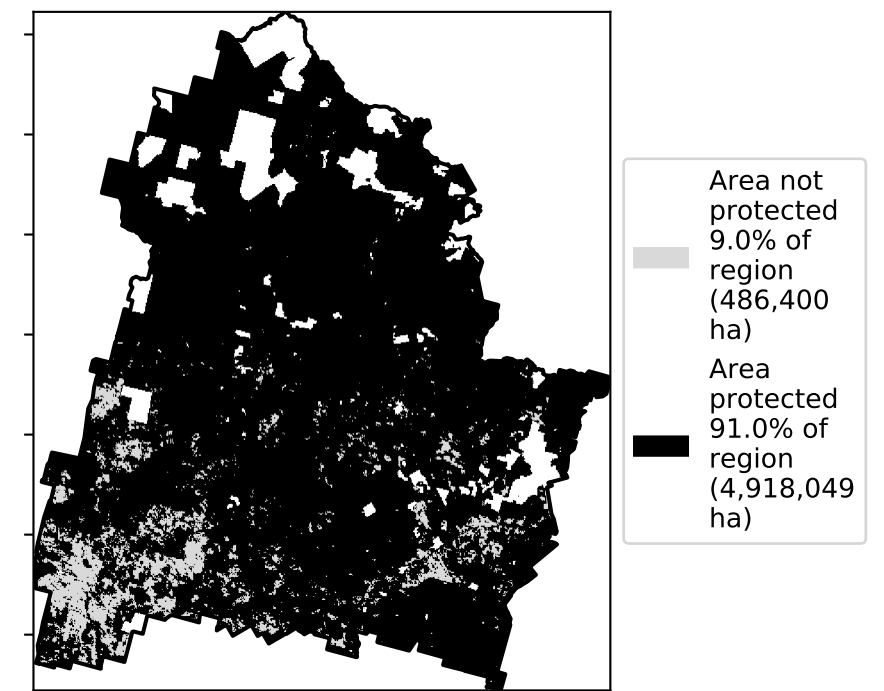 Area not
protected
9.0% of
region
(486,400
ha)
Area
protected
91.0% of
region
(4,918,049
ha)